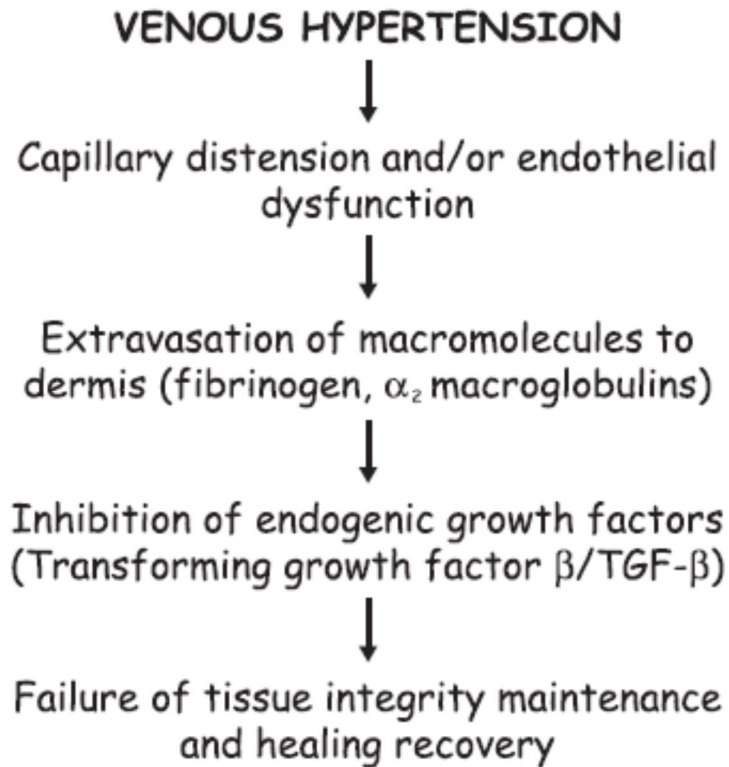 VENOUS HYPERTENSION
Capillary distension and/or endothelial
dysfunction
Extravasation of macromolecules to
dermis (fibrinogen, α₂ macroglobulins)
Inhibition of endogenic growth factors
(Transforming growth factor β/TGF-β)
Failure of tissue integrity maintenance
and healing recovery